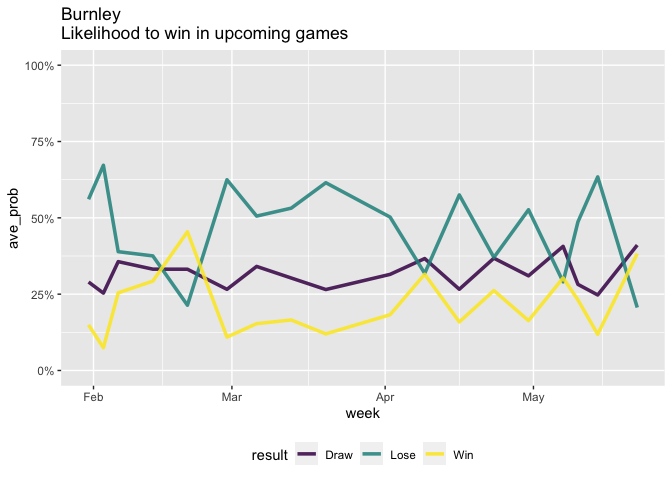 Burnley
Likelihood to win in upcoming games
100%
75%
50%
25%
0%
ave_prob
Feb Mar Apr May
week
result Draw Lose Win